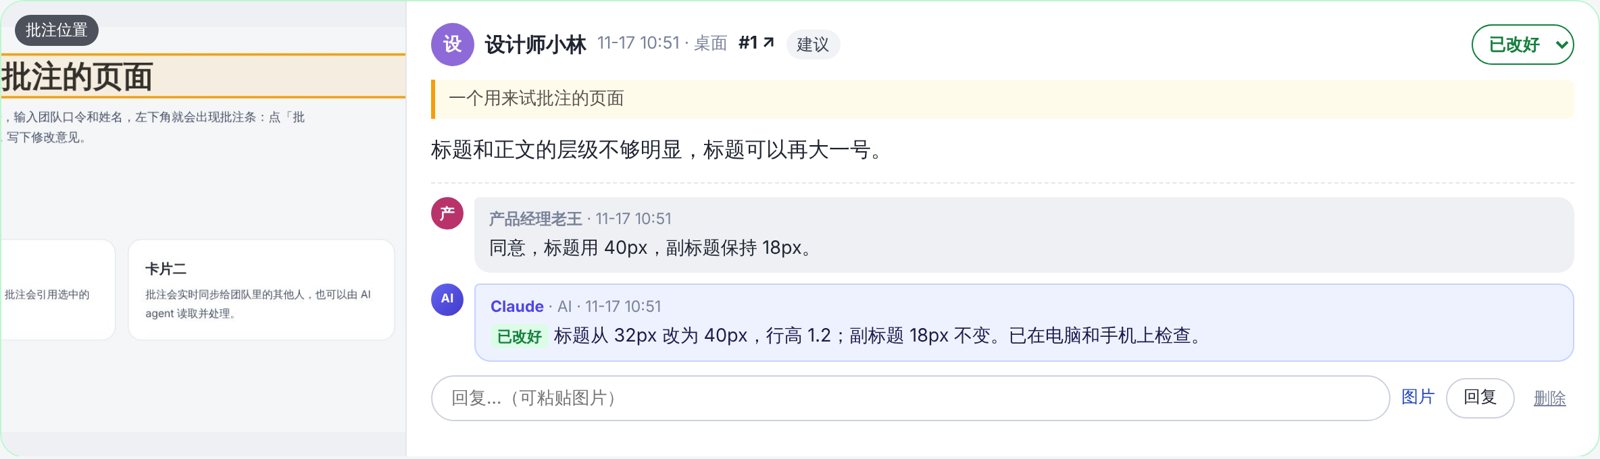 批注位置
批注的页面
，输入团队口令和姓名，左下角就会出现批注条：点「批
写下修改意见。
批注会引用选中的
卡片二
批注会实时同步给团队里的其他人，也可以由 AI
agent 读取并处理。
设 设计师小林 11-17 10:51 · 桌面 #1 ↗ 建议 已改好
一个用来试批注的页面
标题和正文的层级不够明显，标题可以再大一号。
产 产品经理老王 · 11-17 10:51
同意，标题用 40px，副标题保持 18px。
AI Claude · AI · 11-17 10:51
已改好 标题从 32px 改为 40px，行高 1.2；副标题 18px 不变。已在电脑和手机上检查。
回复...（可粘贴图片） 图片 回复 删除